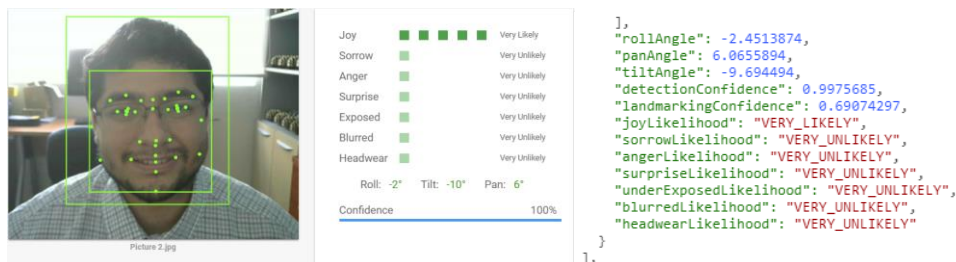 Picture 2.jpg
Joy Very Likely
Sorrow Very Unlikely
Anger Very Unlikely
Surprise Very Unlikely
Exposed Very Unlikely
Blurred Very Unlikely
Headwear Very Unlikely
Roll: -2° Tilt: -10° Pan: 6°
Confidence 100%
],
"rollAngle": -2.4513874,
"panAngle": 6.0655894,
"tiltAngle": -9.694494,
"detectionConfidence": 0.9975685,
"landmarkingConfidence": 0.69074297,
"joyLikelihood": "VERY_LIKELY",
"sorrowLikelihood": "VERY_UNLIKELY",
"angerLikelihood": "VERY_UNLIKELY",
"surpriseLikelihood": "VERY_UNLIKELY",
"underExposedLikelihood": "VERY_UNLIKELY",
"blurredLikelihood": "VERY_UNLIKELY",
"headwearLikelihood": "VERY_UNLIKELY"
}
],